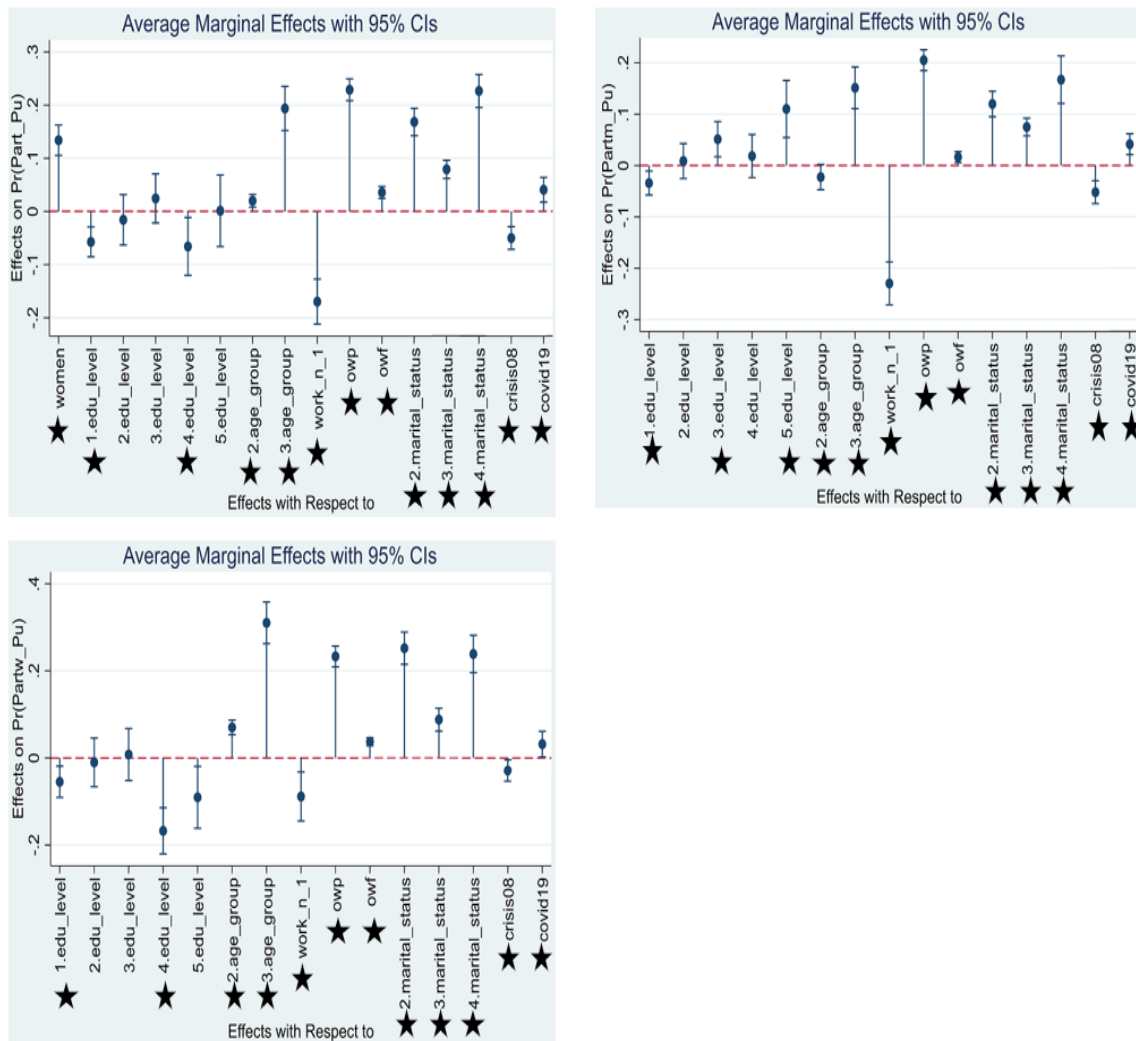 Average Marginal Effects with 95% CIs
Effects on Pr(Part_Pu)
.3
.2
.1
0
-.1
-.2
women
1.edu_level
2.edu_level
3.edu_level
4.edu_level
5.edu_level
2.age_group
3.age_group
work_n_1
owp
owf
2.marital_status
3.marital_status
4.marital_status
crisis08
covid19
Effects with Respect to
Average Marginal Effects with 95% CIs
Effects on Pr(Partm_Pu)
.2
.1
0
-.1
-.2
-.3
1.edu_level
2.edu_level
3.edu_level
4.edu_level
5.edu_level
2.age_group
3.age_group
work_n_1
owp
owf
2.marital_status
3.marital_status
4.marital_status
crisis08
covid19
Effects with Respect to
Average Marginal Effects with 95% CIs
Effects on Pr(Partw_Pu)
.4
.2
0
-.2
1.edu_level
2.edu_level
3.edu_level
4.edu_level
5.edu_level
2.age_group
3.age_group
work_n_1
owp
owf
2.marital_status
3.marital_status
4.marital_status
crisis08
covid19
Effects with Respect to